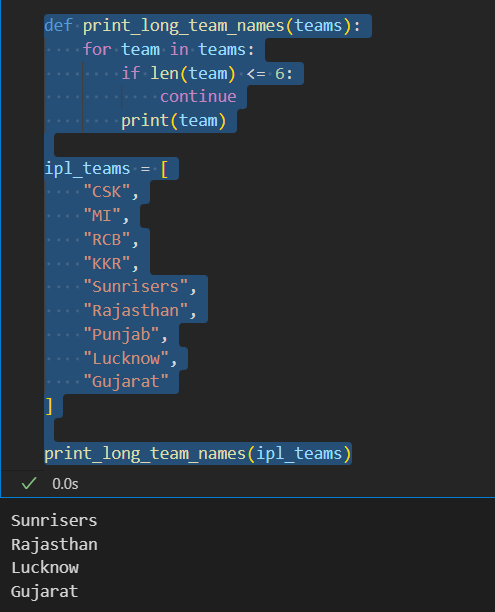 def print_long_team_names(teams):
    for team in teams:
        if len(team) <= 6:
            continue
        print(team)

ipl_teams = [
    "CSK",
    "MI",
    "RCB",
    "KKR",
    "Sunrisers",
    "Rajasthan",
    "Punjab",
    "Lucknow",
    "Gujarat"
]

print_long_team_names(ipl_teams)
0.0s
Sunrisers
Rajasthan
Lucknow
Gujarat